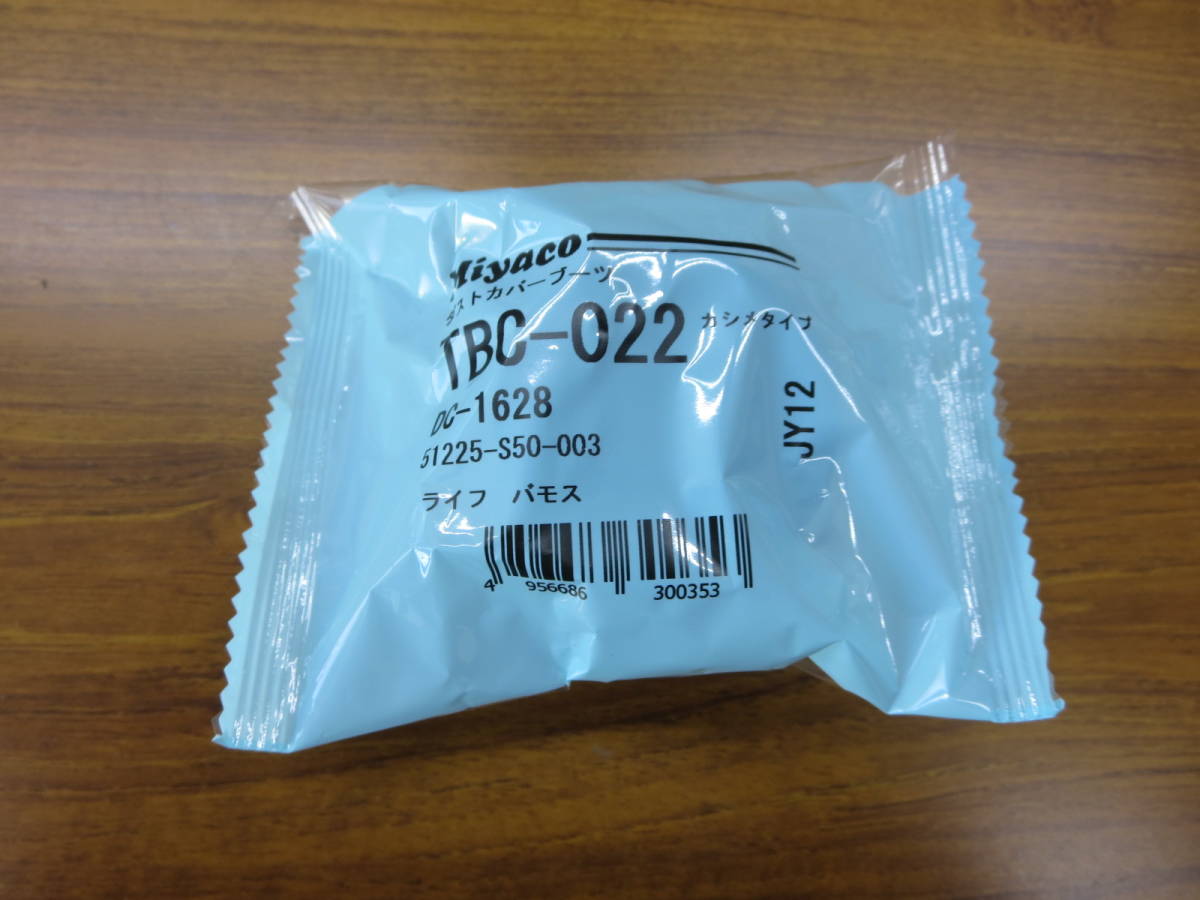 Miyaco
ダストカバーブーツ
TBC-022 カシメタイプ
DC-1628
51225-S50-003
JY12
ライフ バモス
4 956686 300353